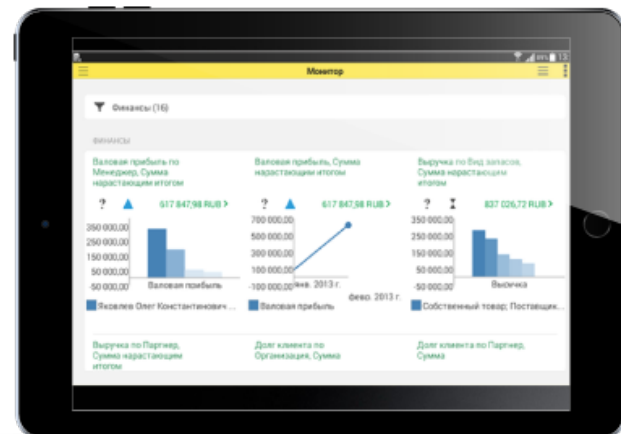 13
Монитор
Финансы (16)
ФИНАНСЫ
Валовая прибыль по
Менеджер, Сумма
нарастающим итогом
? 617 847,98 RUB >
350 000,00
250 000,00
150 000,00
50 000,00
-50 000,00
Валовая прибыль
Яковлев Олег Константинович ...
Валовая прибыль, Сумма
нарастающим итогом
? 617 847,98 RUB >
700 000,00
500 000,00
300 000,00
100 000,00
-100 000,00
янв. 2013 г.
февр. 2013 г.
Валовая прибыль
Выручка по Вид запасов,
Сумма нарастающим
итогом
? 837 026,72 RUB >
350 000,00
250 000,00
150 000,00
50 000,00
-50 000,00
Выручка
Собственный товар; Поставщик...
Выручка по Партнер,
Сумма нарастающим
итогом
Долг клиента по
Организация, Сумма
Долг клиента по Партнер,
Сумма